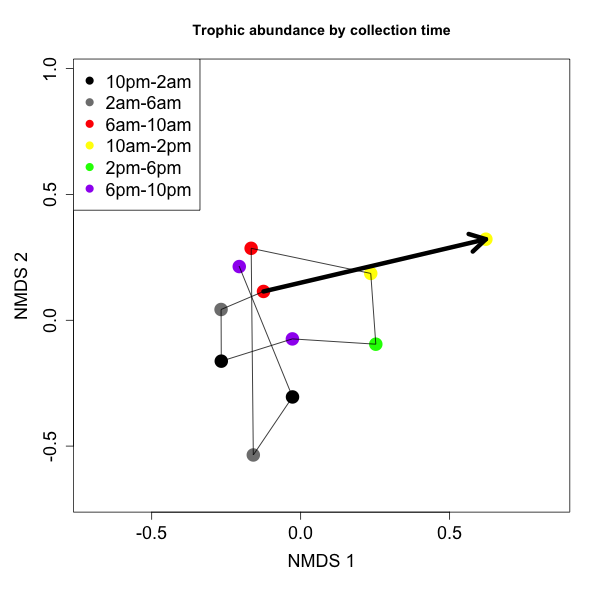 Trophic abundance by collection time
10pm-2am
2am-6am
6am-10am
10am-2pm
2pm-6pm
6pm-10pm
1.0
0.5
0.0
-0.5
NMDS 2
-0.5
0.0
0.5
NMDS 1